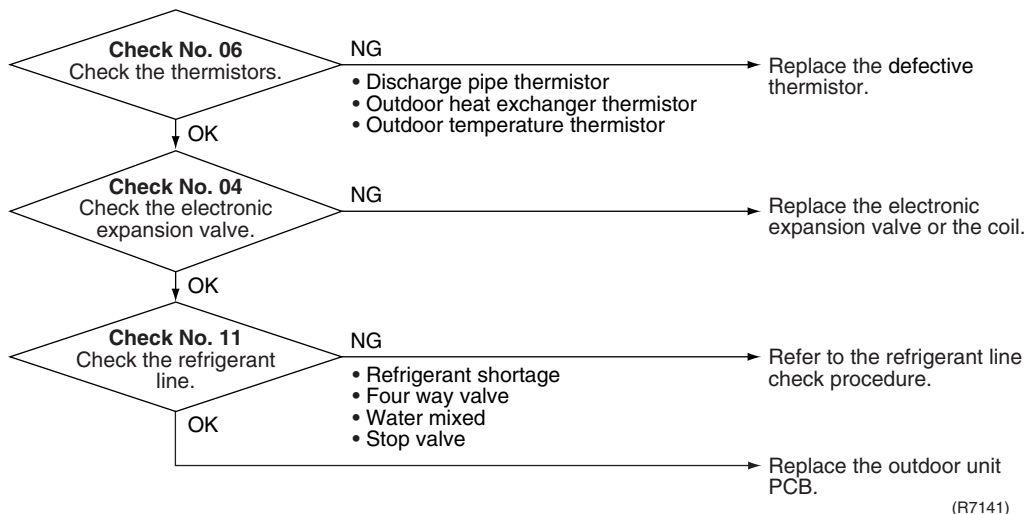 Check No. 06
Check the thermistors.
NG
• Discharge pipe thermistor
• Outdoor heat exchanger thermistor
• Outdoor temperature thermistor
Replace the defective
thermistor.
OK
Check No. 04
Check the electronic
expansion valve.
NG
Replace the electronic
expansion valve or the coil.
OK
Check No. 11
Check the refrigerant
line.
NG
• Refrigerant shortage
• Four way valve
• Water mixed
• Stop valve
Refer to the refrigerant line
check procedure.
OK
Replace the outdoor unit
PCB.
(R7141)